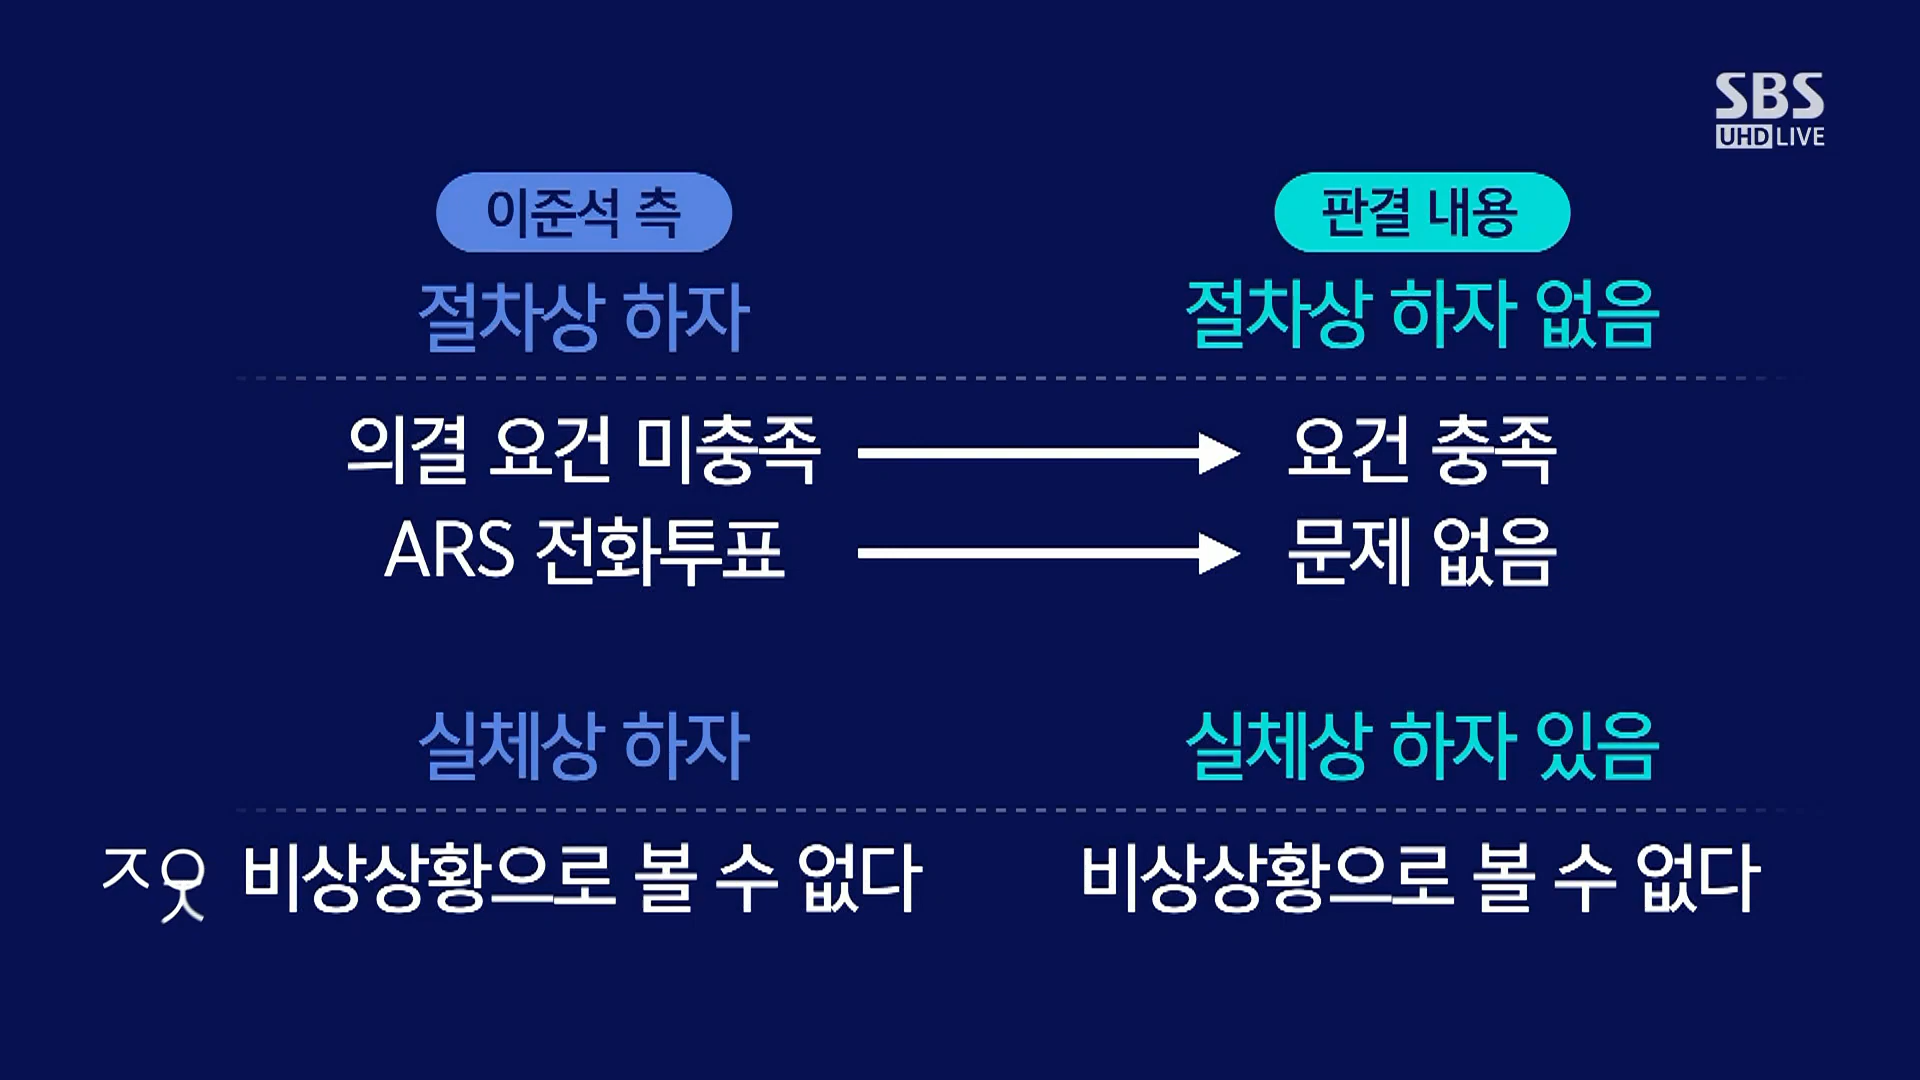 SBS
UHD LIVE
이준석 측
판결 내용
절차상 하자
절차상 하자 없음
의결 요건 미충족
요건 충족
ARS 전화투표
문제 없음
실체상 하자
실체상 하자 있음
비상상황으로 볼 수 없다
비상상황으로 볼 수 없다